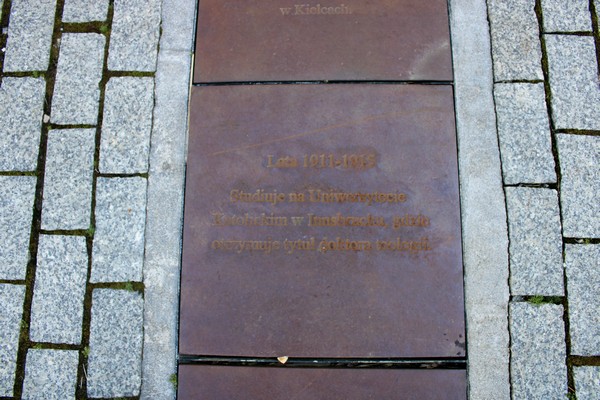 w Kielcach.
Lata 1911-1915
Studiuje na Uniwersytecie
Katolickim w Innsbrucku, gdzie
otrzymuje tytuł doktora teologii.